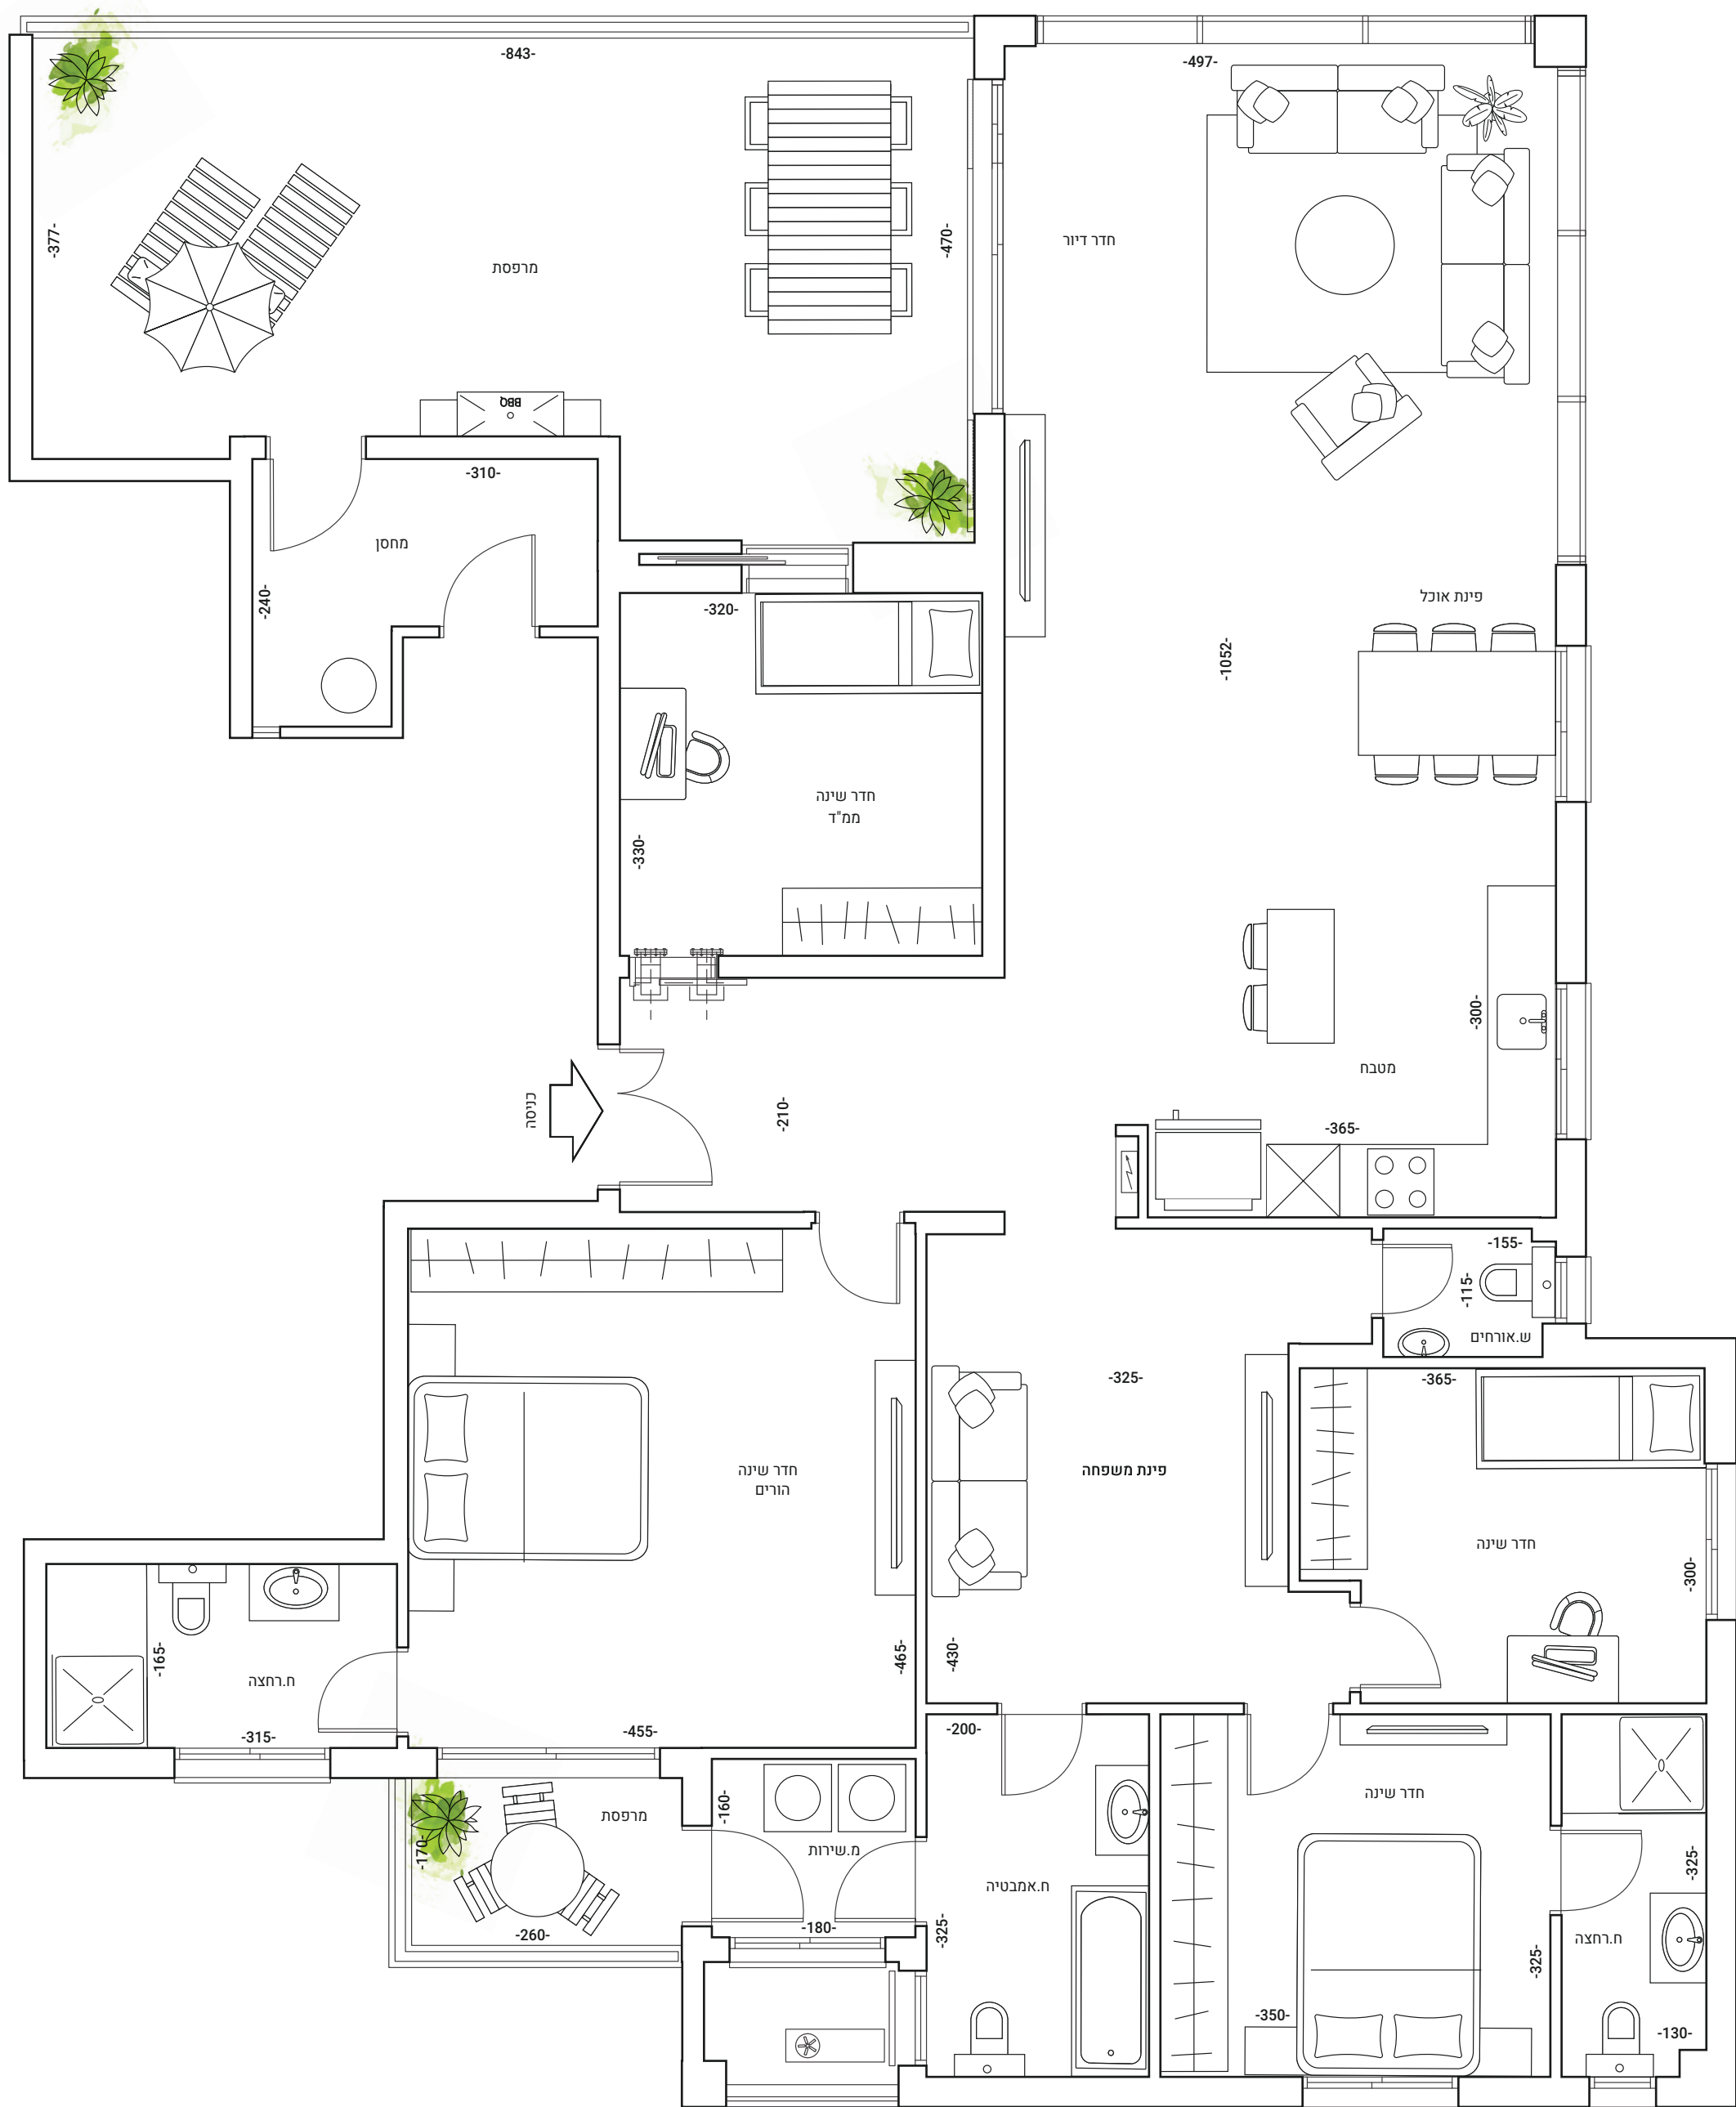 -843-
-497-
-377-
-470-
חדר דיור
מרפסת
BBQ
-310-
מחסן
-240-
-320-
פינת אוכל
-1052-
חדר שינה
ממ"ד
-330-
-300-
מטבח
כניסה
-210-
-365-
-155-
-115-
ש.אורחים
-325-
-365-
חדר שינה
הורים
פינת משפחה
חדר שינה
-300-
-165-
ח.רחצה
-465-
-430-
-315-
-455-
-200-
-160-
מרפסת
חדר שינה
-170-
מ.שירות
-325-
ח.אמבטיה
-260-
-180-
-325-
ח.רחצה
-325-
-350-
-130-